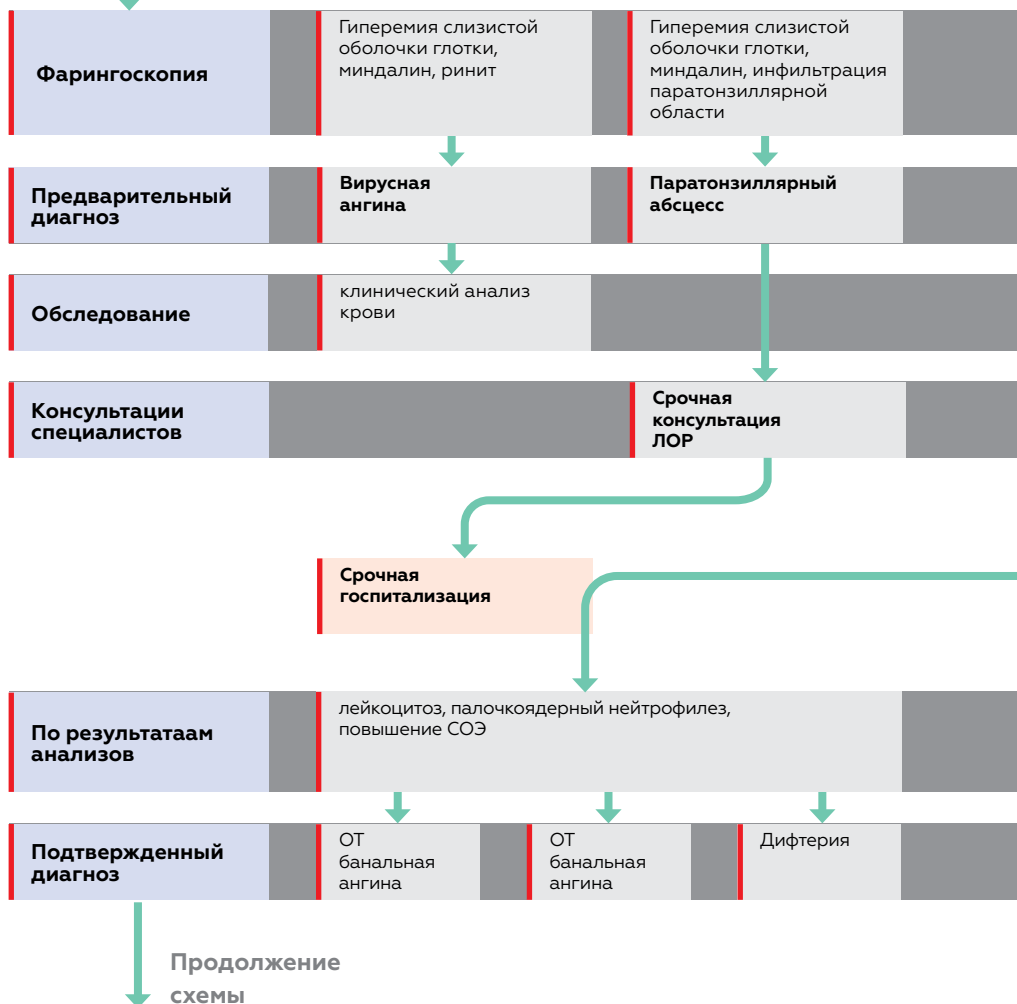 Фарингоскопия
Гиперемия слизистой
оболочки глотки,
миндалин, ринит
Гиперемия слизистой
оболочки глотки,
миндалин, инфильтрация
паратонзиллярной
области
Предварительный
диагноз
Вирусная
ангина
Паратонзиллярный
абсцесс
Обследование
клинический анализ
крови
Консультации
специалистов
Срочная
консультация
ЛОР
Срочная
госпитализация
По результатаам
анализов
лейкоцитоз, палочкоядерный нейтрофилез,
повышение СОЭ
Подтвержденный
диагноз
ОТ
банальная
ангина
ОТ
банальная
ангина
Дифтерия
Продолжение
схемы